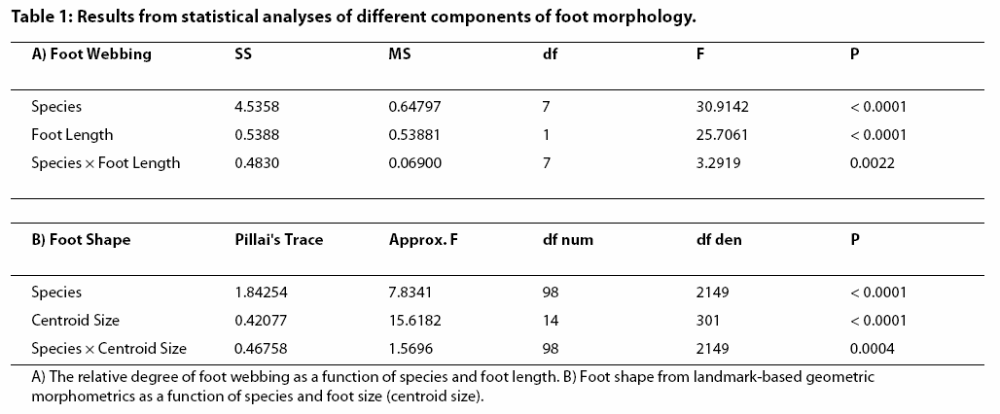 Table 1: Results from statistical analyses of different components of foot morphology.
A) Foot Webbing SS MS df F P
Species 4.5358 0.64797 7 30.9142 < 0.0001
Foot Length 0.5388 0.53881 1 25.7061 < 0.0001
Species × Foot Length 0.4830 0.06900 7 3.2919 0.0022
B) Foot Shape Pillai's Trace Approx. F df num df den P
Species 1.84254 7.8341 98 2149 < 0.0001
Centroid Size 0.42077 15.6182 14 301 < 0.0001
Species × Centroid Size 0.46758 1.5696 98 2149 0.0004
A) The relative degree of foot webbing as a function of species and foot length. B) Foot shape from landmark-based geometric
morphometrics as a function of species and foot size (centroid size).